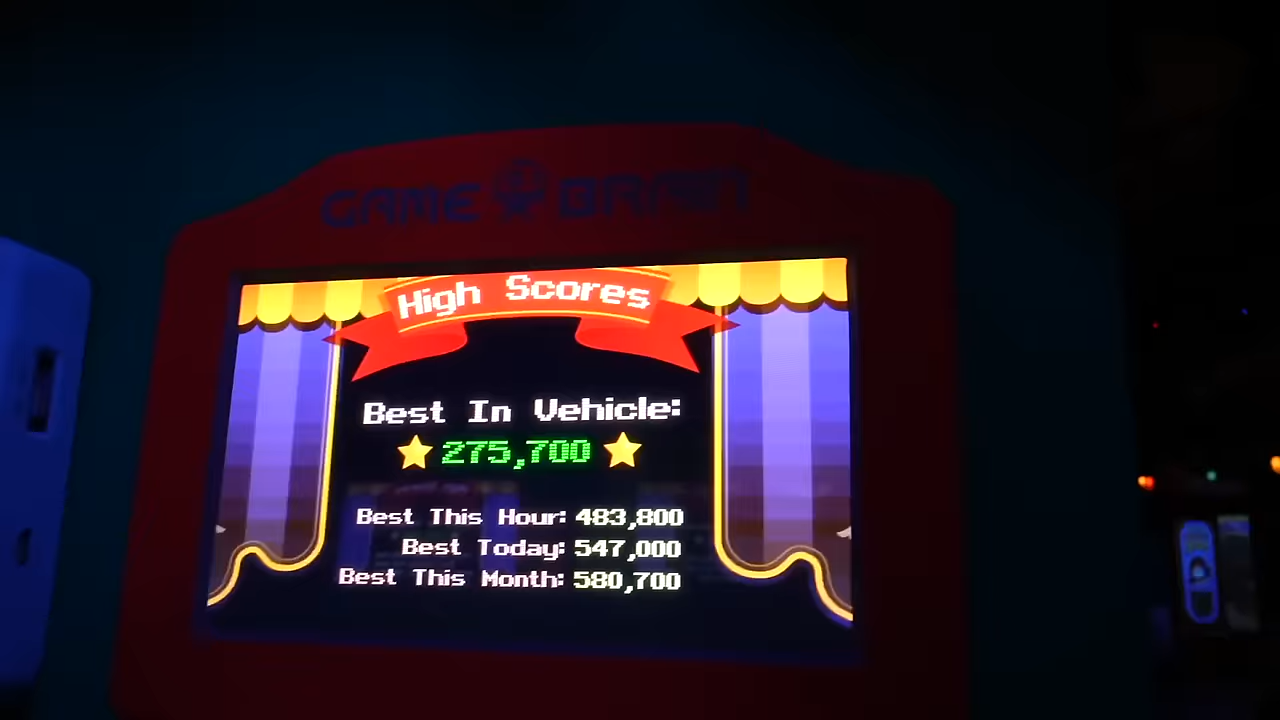 GAME BRAIN
High Scores
Best In Vehicle:
275,700
Best This Hour: 483,800
Best Today: 547,000
Best This Month: 580,700